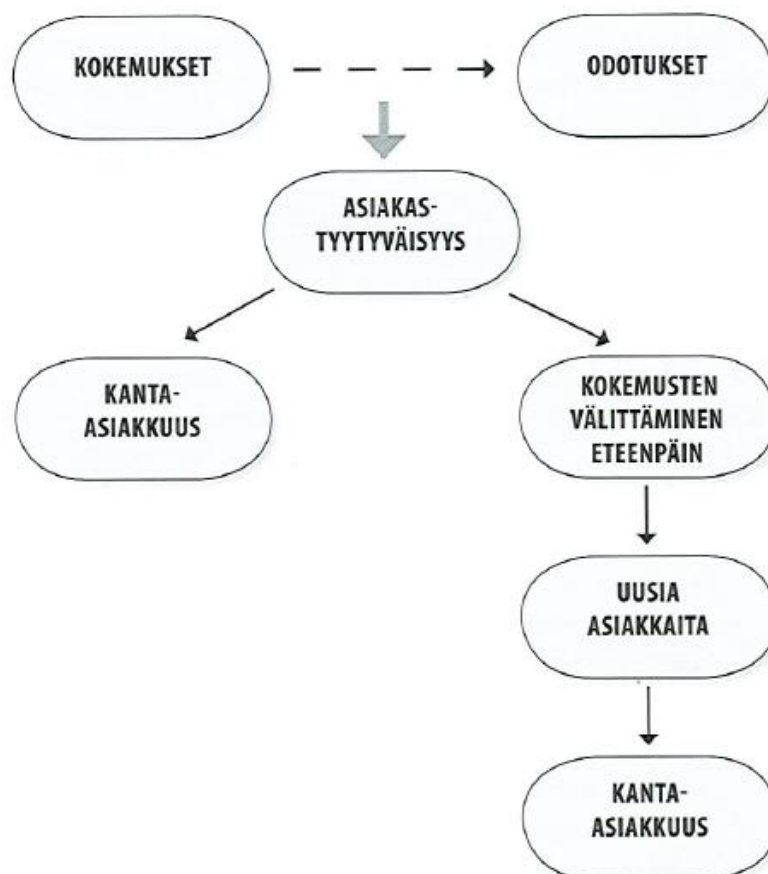 KOKEMUKSET
ODOTUKSET
ASIAKAS-
TYYTYVÄISYYS
KANTA-
ASIAKKUUS
KOKEMUSTEN
VÄLITTÄMINEN
ETEENPÄIN
UUSIA
ASIAKKAITA
KANTA-
ASIAKKUUS